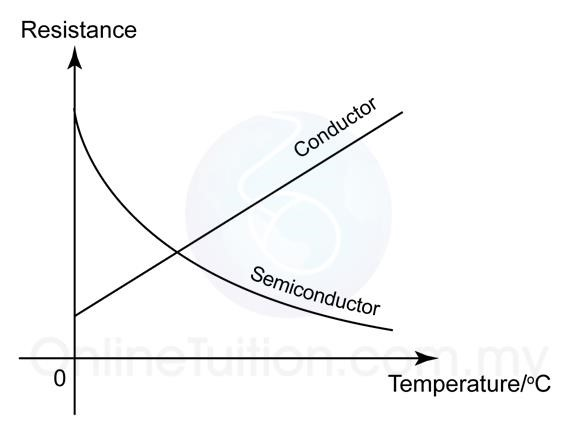 Resistance
Conductor
Semiconductor
OnlineTuition.com.my
0
Temperature/°C